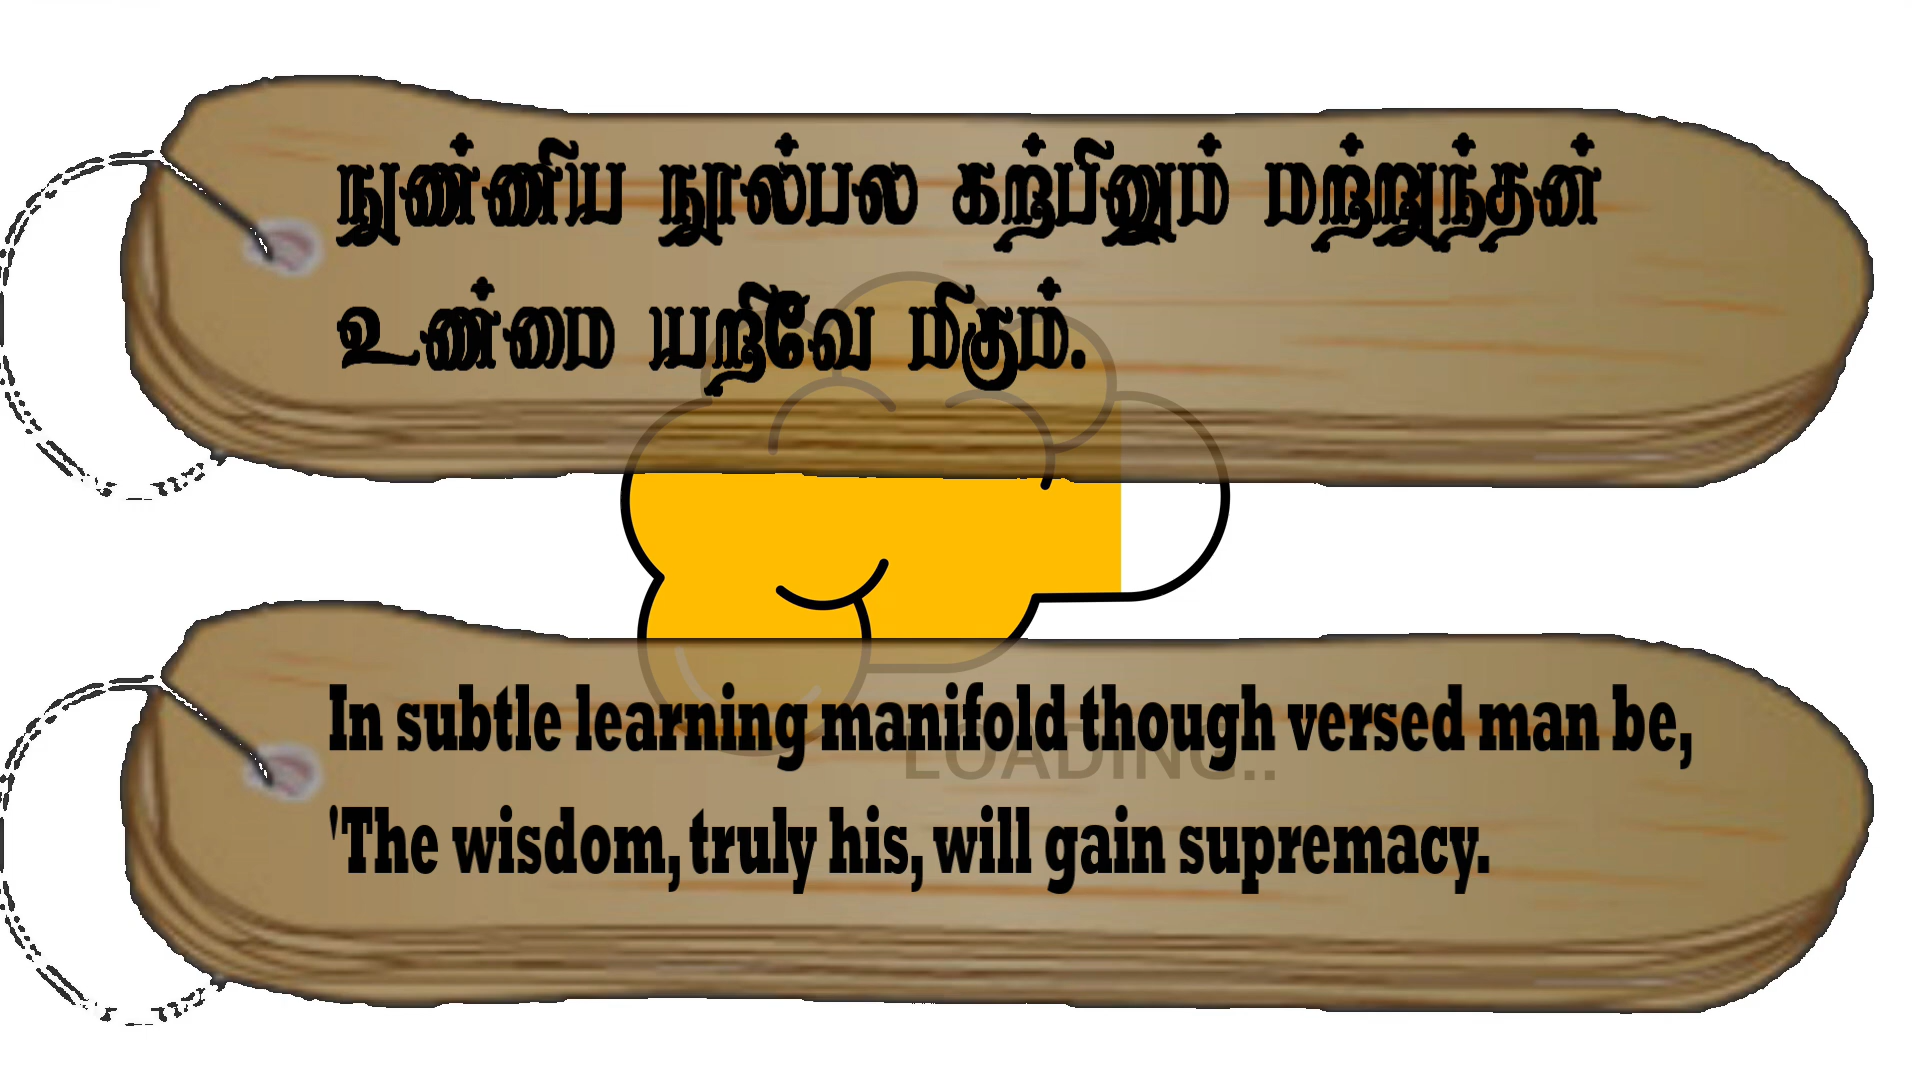 நுண்ணிய நூல்பல கற்பினும் மற்றுந்தன்
உண்மை யறிவே மிகும்.
In subtle learning manifold though versed man be,
'The wisdom, truly his, will gain supremacy.
LOADING..